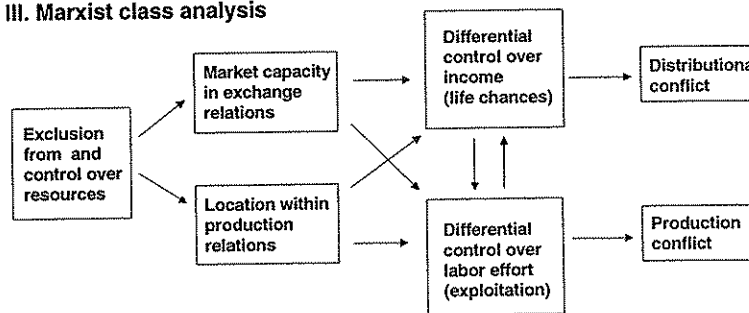 III. Marxist class analysis
Market capacity
in exchange
relations
Differential
control over
income
(life chances)
Distributiona
conflict
Exclusion
from and
control over
resources
Location within
production
relations
Differential
control over
labor effort
(exploitation)
Production
conflict